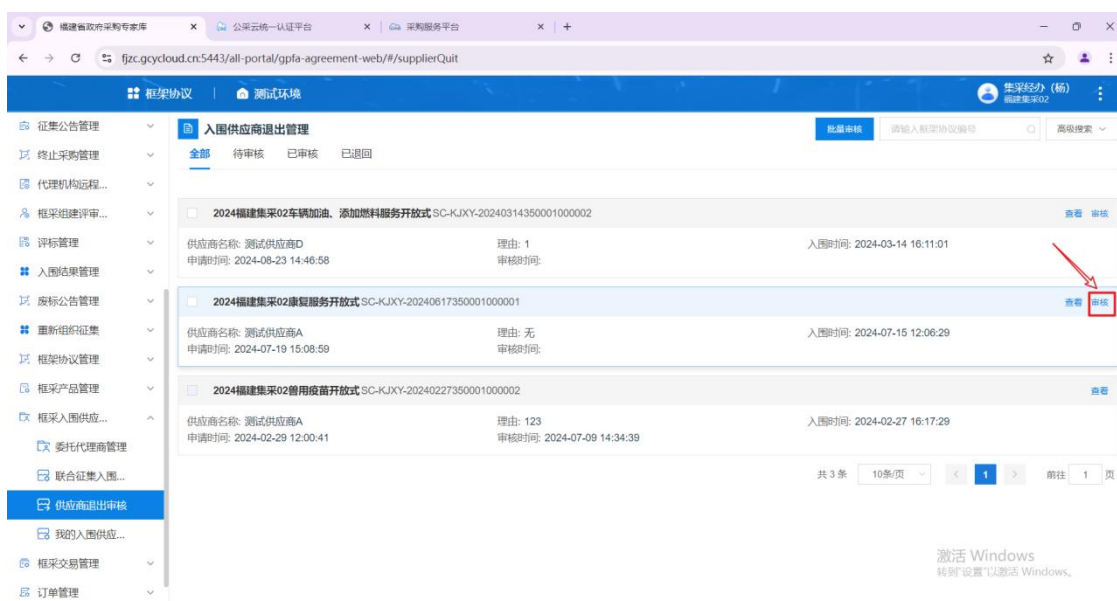 福建省政府采购专家库
公采云统一认证平台
采购服务平台
fjzc.gcycloud.cn:5443/all-portal/gpfa-agreement-web/#/supplierQuit
框架协议
测试环境
集采经办（杨）
福建集采02
征集公告管理
终止采购管理
代理机构远程...
框采组建评审...
评标管理
入围结果管理
废标公告管理
重新组织征集
框架协议管理
框采产品管理
框采入围供应...
委托代理商管理
联合征集入围...
供应商退出审核
我的入围供应...
框采交易管理
订单管理
入围供应商退出管理
批量审核
请输入框架协议编号
高级搜索
全部 待审核 已审核 已退回
2024福建集采02车辆加油、添加燃料服务开放式 SC-KJXY-20240314350001000002
查看 审核
供应商名称: 测试供应商D 理由: 1 入围时间: 2024-03-14 16:11:01
申请时间: 2024-08-23 14:46:58 审核时间:
2024福建集采02康复服务开放式 SC-KJXY-20240617350001000001
查看 审核
供应商名称: 测试供应商A 理由: 无 入围时间: 2024-07-15 12:06:29
申请时间: 2024-07-19 15:08:59 审核时间:
2024福建集采02兽用疫苗开放式 SC-KJXY-20240227350001000002
查看
供应商名称: 测试供应商A 理由: 123 入围时间: 2024-02-27 16:17:29
申请时间: 2024-02-29 12:00:41 审核时间: 2024-07-09 14:34:39
共 3 条 10条/页 < 1 > 前往 1 页
激活 Windows
转到"设置"以激活 Windows。